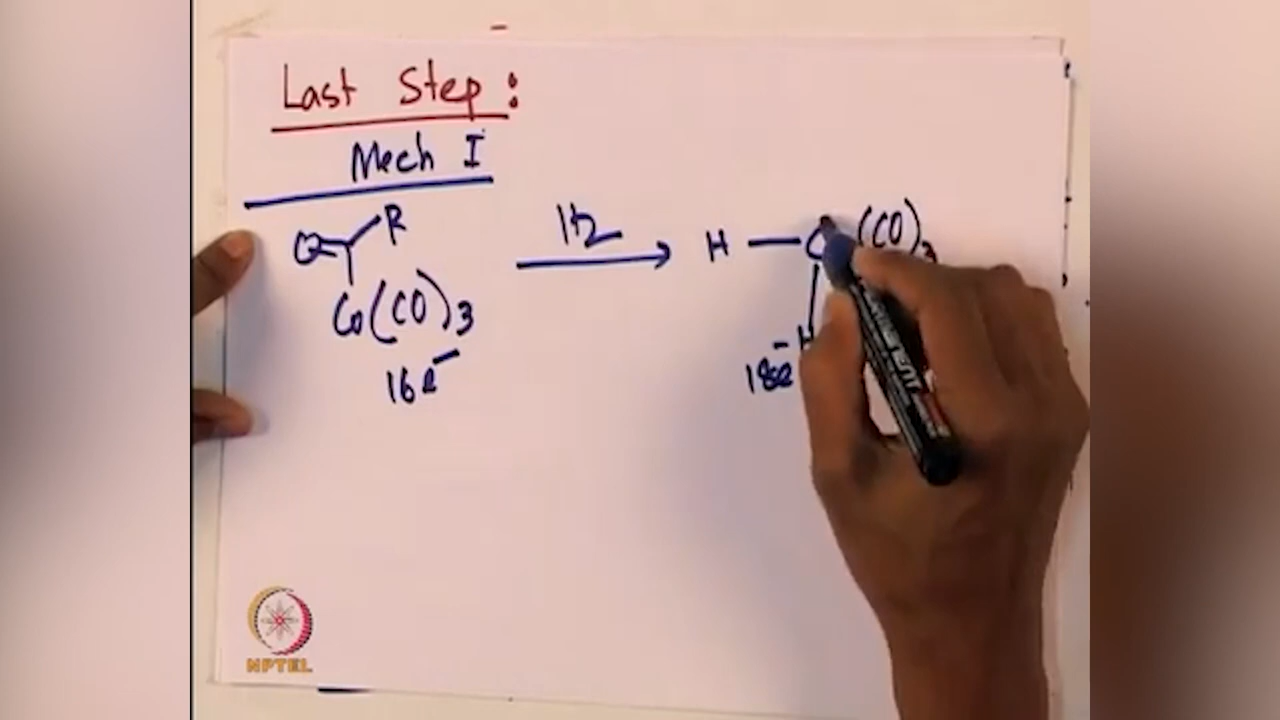 Last Step:
Mech I
O=
R
H2
H — Co (CO)3
Co(CO)3
H
16e-
18e-
NPTEL